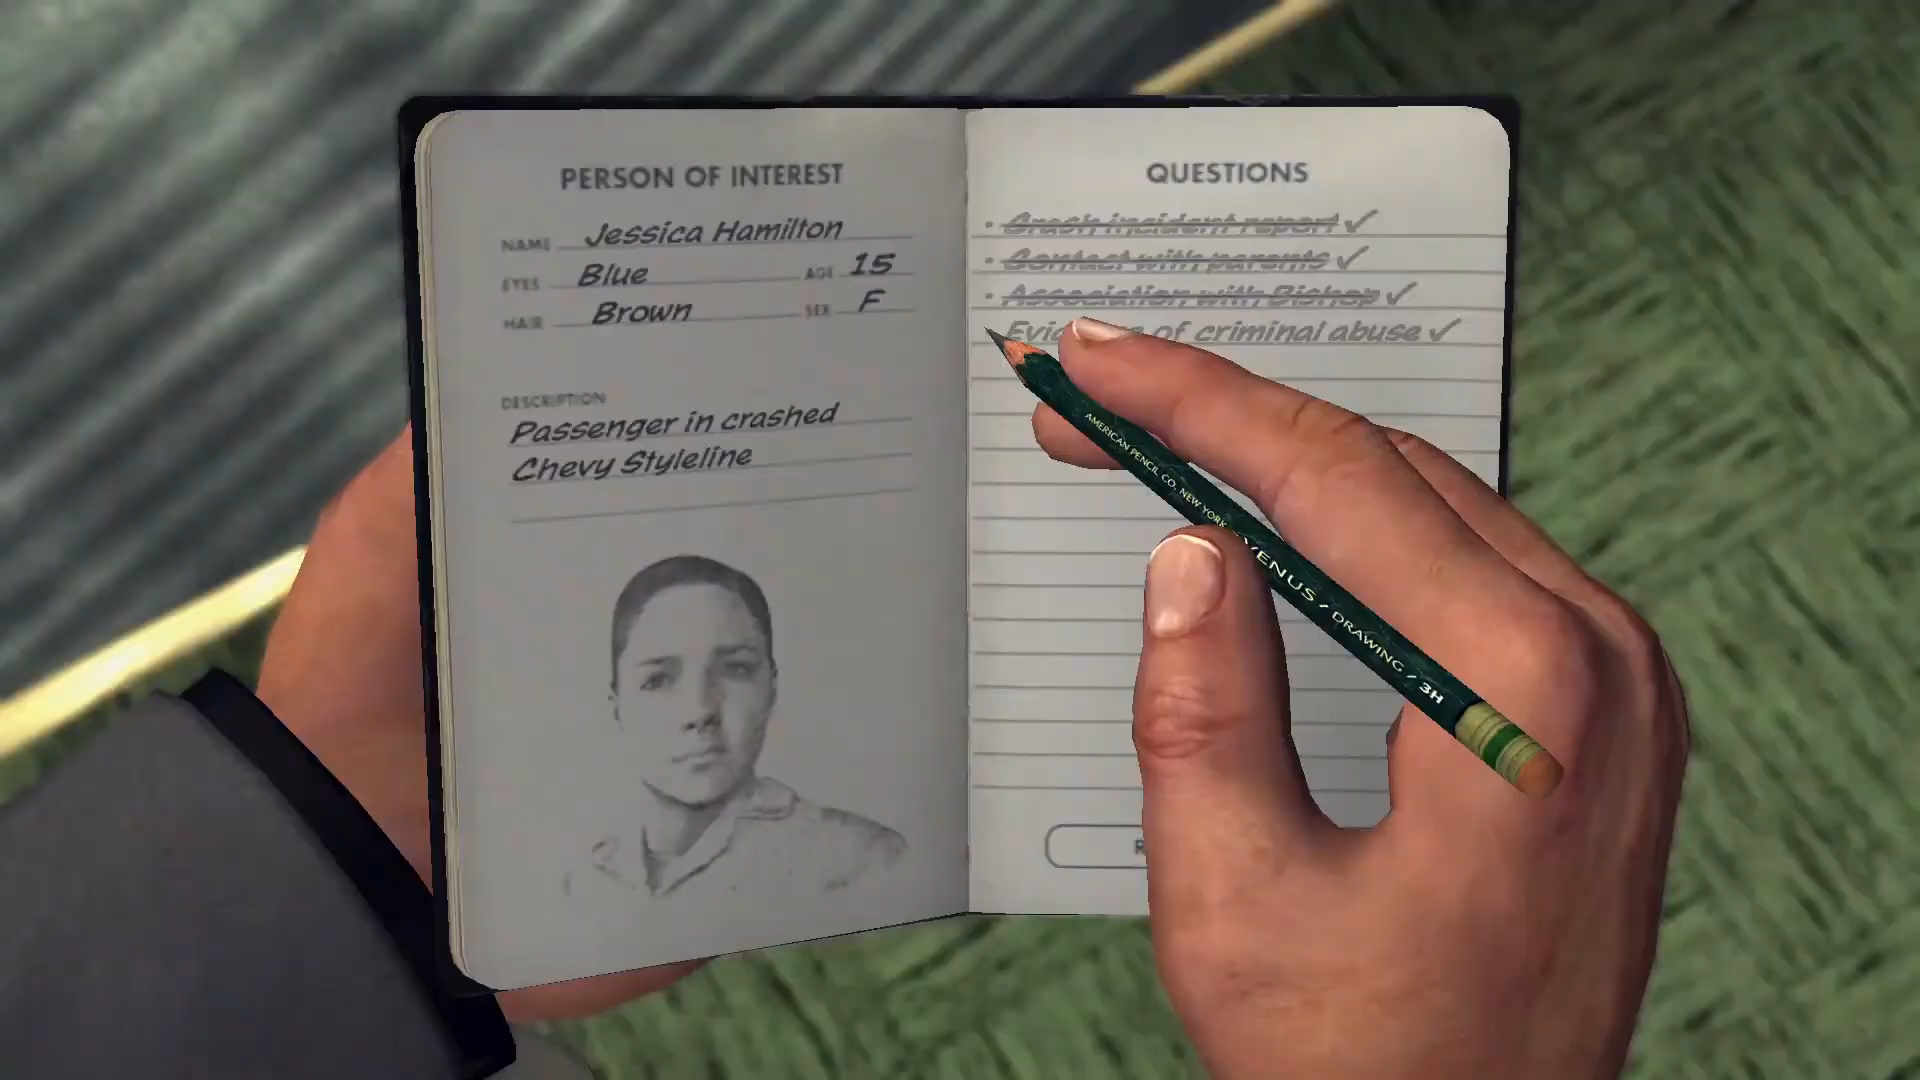 PERSON OF INTEREST
NAME Jessica Hamilton
EYES Blue AGE 15
HAIR Brown SEX F
DESCRIPTION
Passenger in crashed
Chevy Styleline
QUESTIONS
· Crash incident report ✓
· Contact with parents ✓
· Association with Bishop ✓
of criminal abuse ✓
AMERICAN PENCIL CO. NEW YORK VENUS / DRAWING / 3H